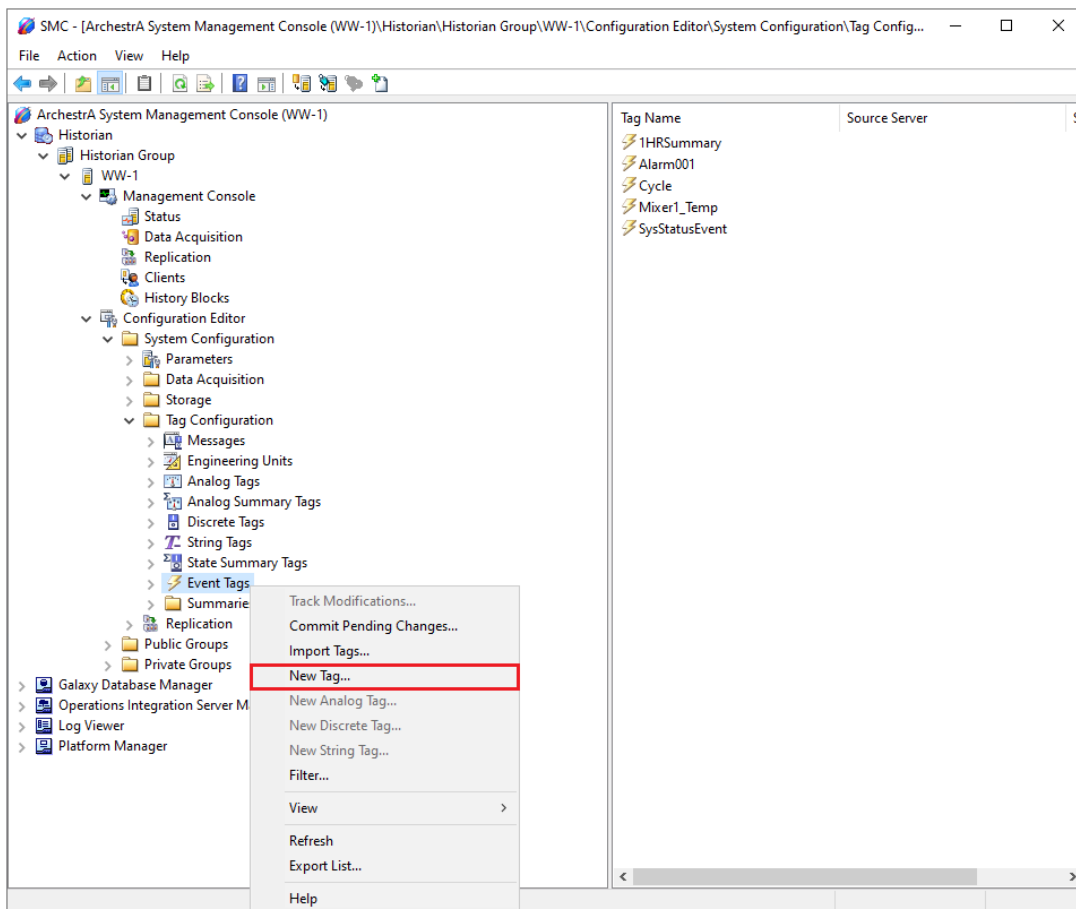 SMC - [ArchestrA System Management Console (WW-1)\Historian\Historian Group\WW-1\Configuration Editor\System Configuration\Tag Config...
File Action View Help
ArchestrA System Management Console (WW-1)
Historian
Historian Group
WW-1
Management Console
Status
Data Acquisition
Replication
Clients
History Blocks
Configuration Editor
System Configuration
Parameters
Data Acquisition
Storage
Tag Configuration
Messages
Engineering Units
Analog Tags
Analog Summary Tags
Discrete Tags
String Tags
State Summary Tags
Event Tags
Summarie
Replication
Public Groups
Private Groups
Galaxy Database Manager
Operations Integration Server M
Log Viewer
Platform Manager
Track Modifications...
Commit Pending Changes...
Import Tags...
New Tag...
New Analog Tag...
New Discrete Tag...
New String Tag...
Filter...
View
Refresh
Export List...
Help
Tag Name Source Server
1HRSummary
Alarm001
Cycle
Mixer1_Temp
SysStatusEvent